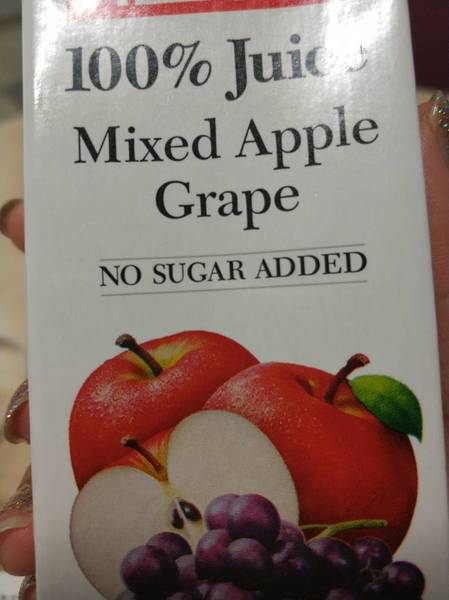 100% Juice
Mixed Apple
Grape
NO SUGAR ADDED